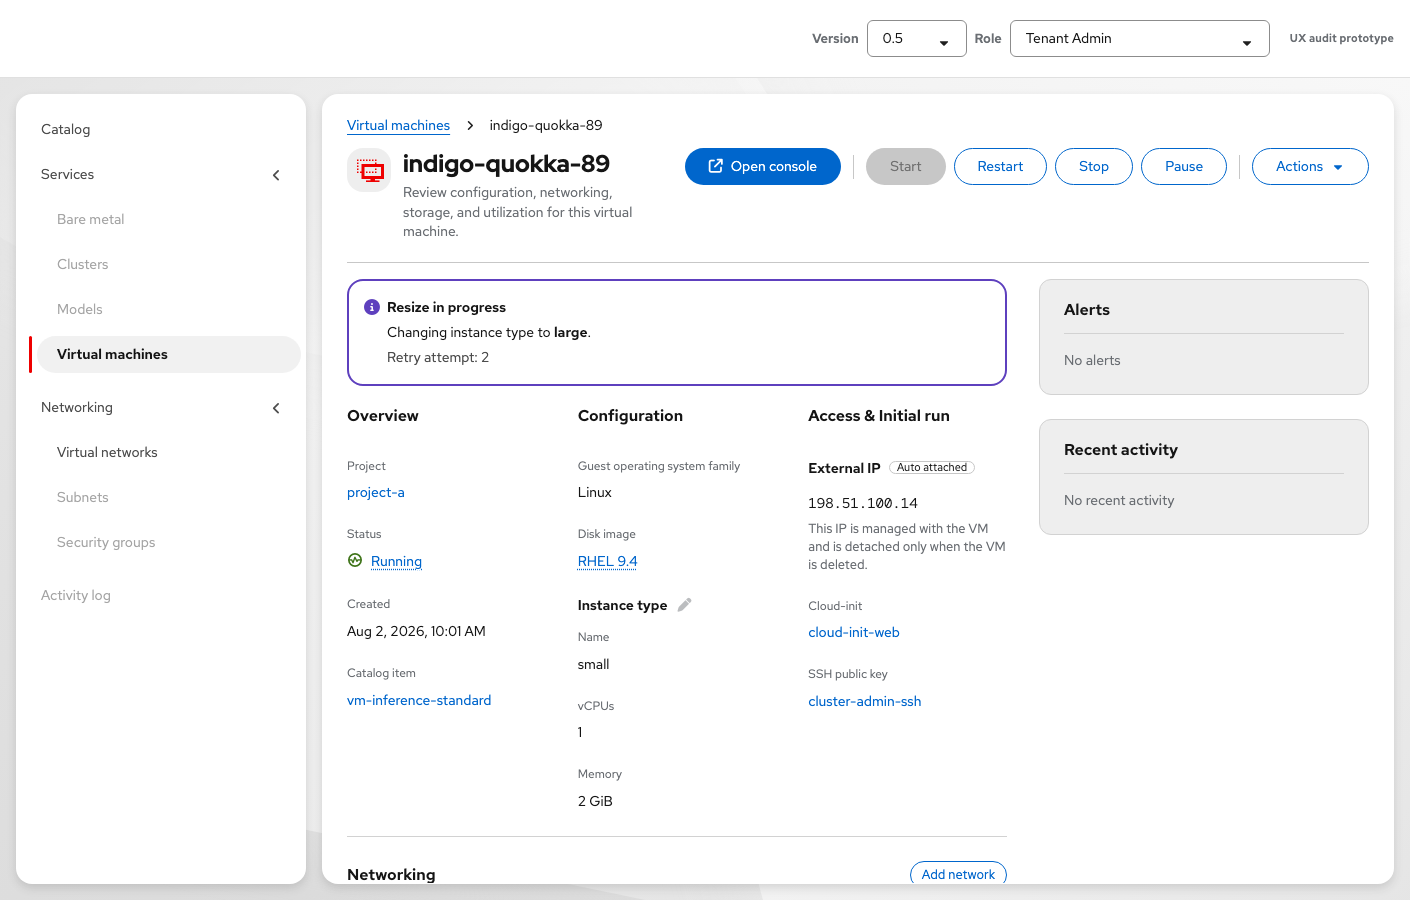 Version
0.5
Role
Tenant Admin
UX audit prototype
Catalog
Services
Bare metal
Clusters
Models
Virtual machines
Networking
Virtual networks
Subnets
Security groups
Activity log
Virtual machines
indigo-quokka-89
indigo-quokka-89
Review configuration, networking,
storage, and utilization for this virtual
machine.
Open console
Start
Restart
Stop
Pause
Actions
Resize in progress
Changing instance type to large.
Retry attempt: 2
Overview
Project
project-a
Status
Running
Created
Aug 2, 2026, 10:01 AM
Catalog item
vm-inference-standard
Configuration
Guest operating system family
Linux
Disk image
RHEL 9.4
Instance type
Name
small
vCPUs
1
Memory
2 GiB
Access & Initial run
External IP
Auto attached
198.51.100.14
This IP is managed with the VM
and is detached only when the VM
is deleted.
Cloud-init
cloud-init-web
SSH public key
cluster-admin-ssh
Networking
Add network
Alerts
No alerts
Recent activity
No recent activity